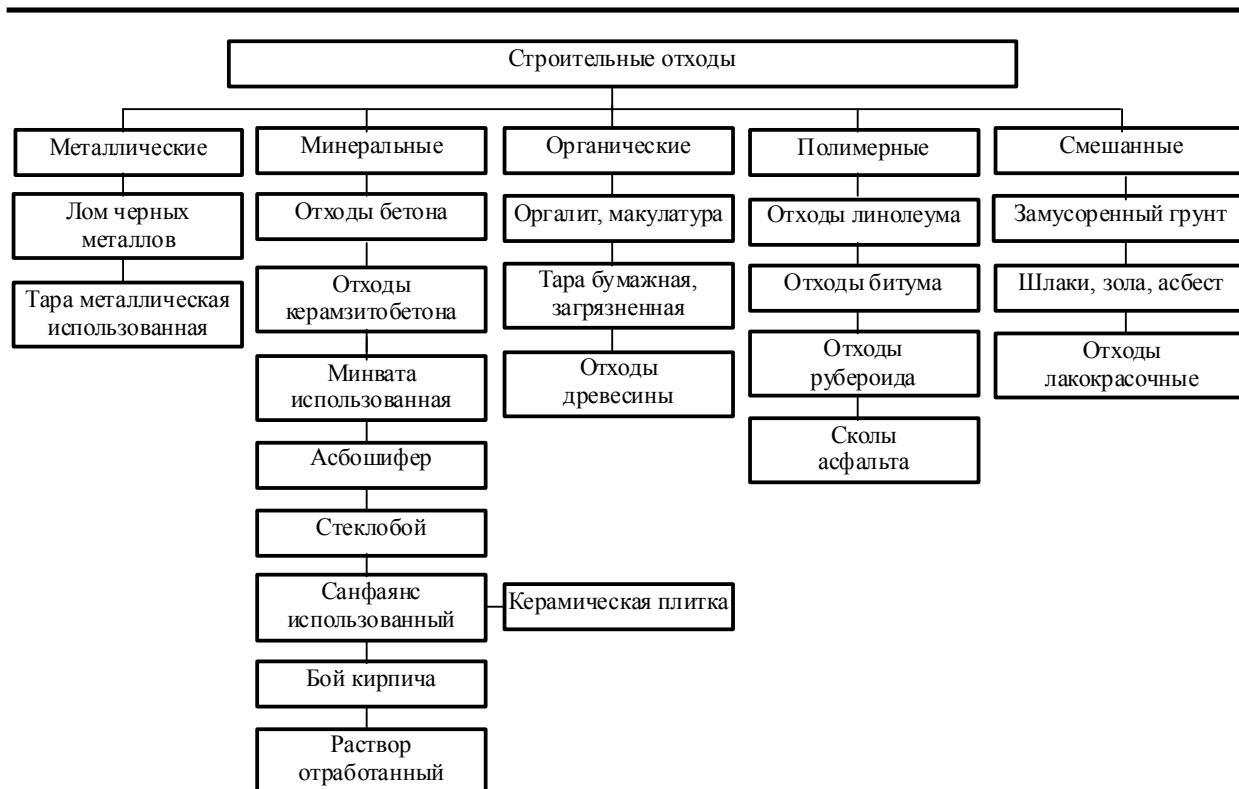 Строительные отходы
Металлические
Минеральные
Органические
Полимерные
Смешанные
Лом черных
металлов
Тара металлическая
использованная
Отходы бетона
Отходы
керамзитобетона
Минвата
использованная
Асбошифер
Стеклобой
Санфаянс
использованный
Керамическая плитка
Бой кирпича
Раствор
отработанный
Оргалит, макулатура
Тара бумажная,
загрязненная
Отходы
древесины
Отходы линолеума
Отходы битума
Отходы
рубероида
Сколы
асфальта
Замусоренный грунт
Шлаки, зола, асбест
Отходы
лакокрасочные